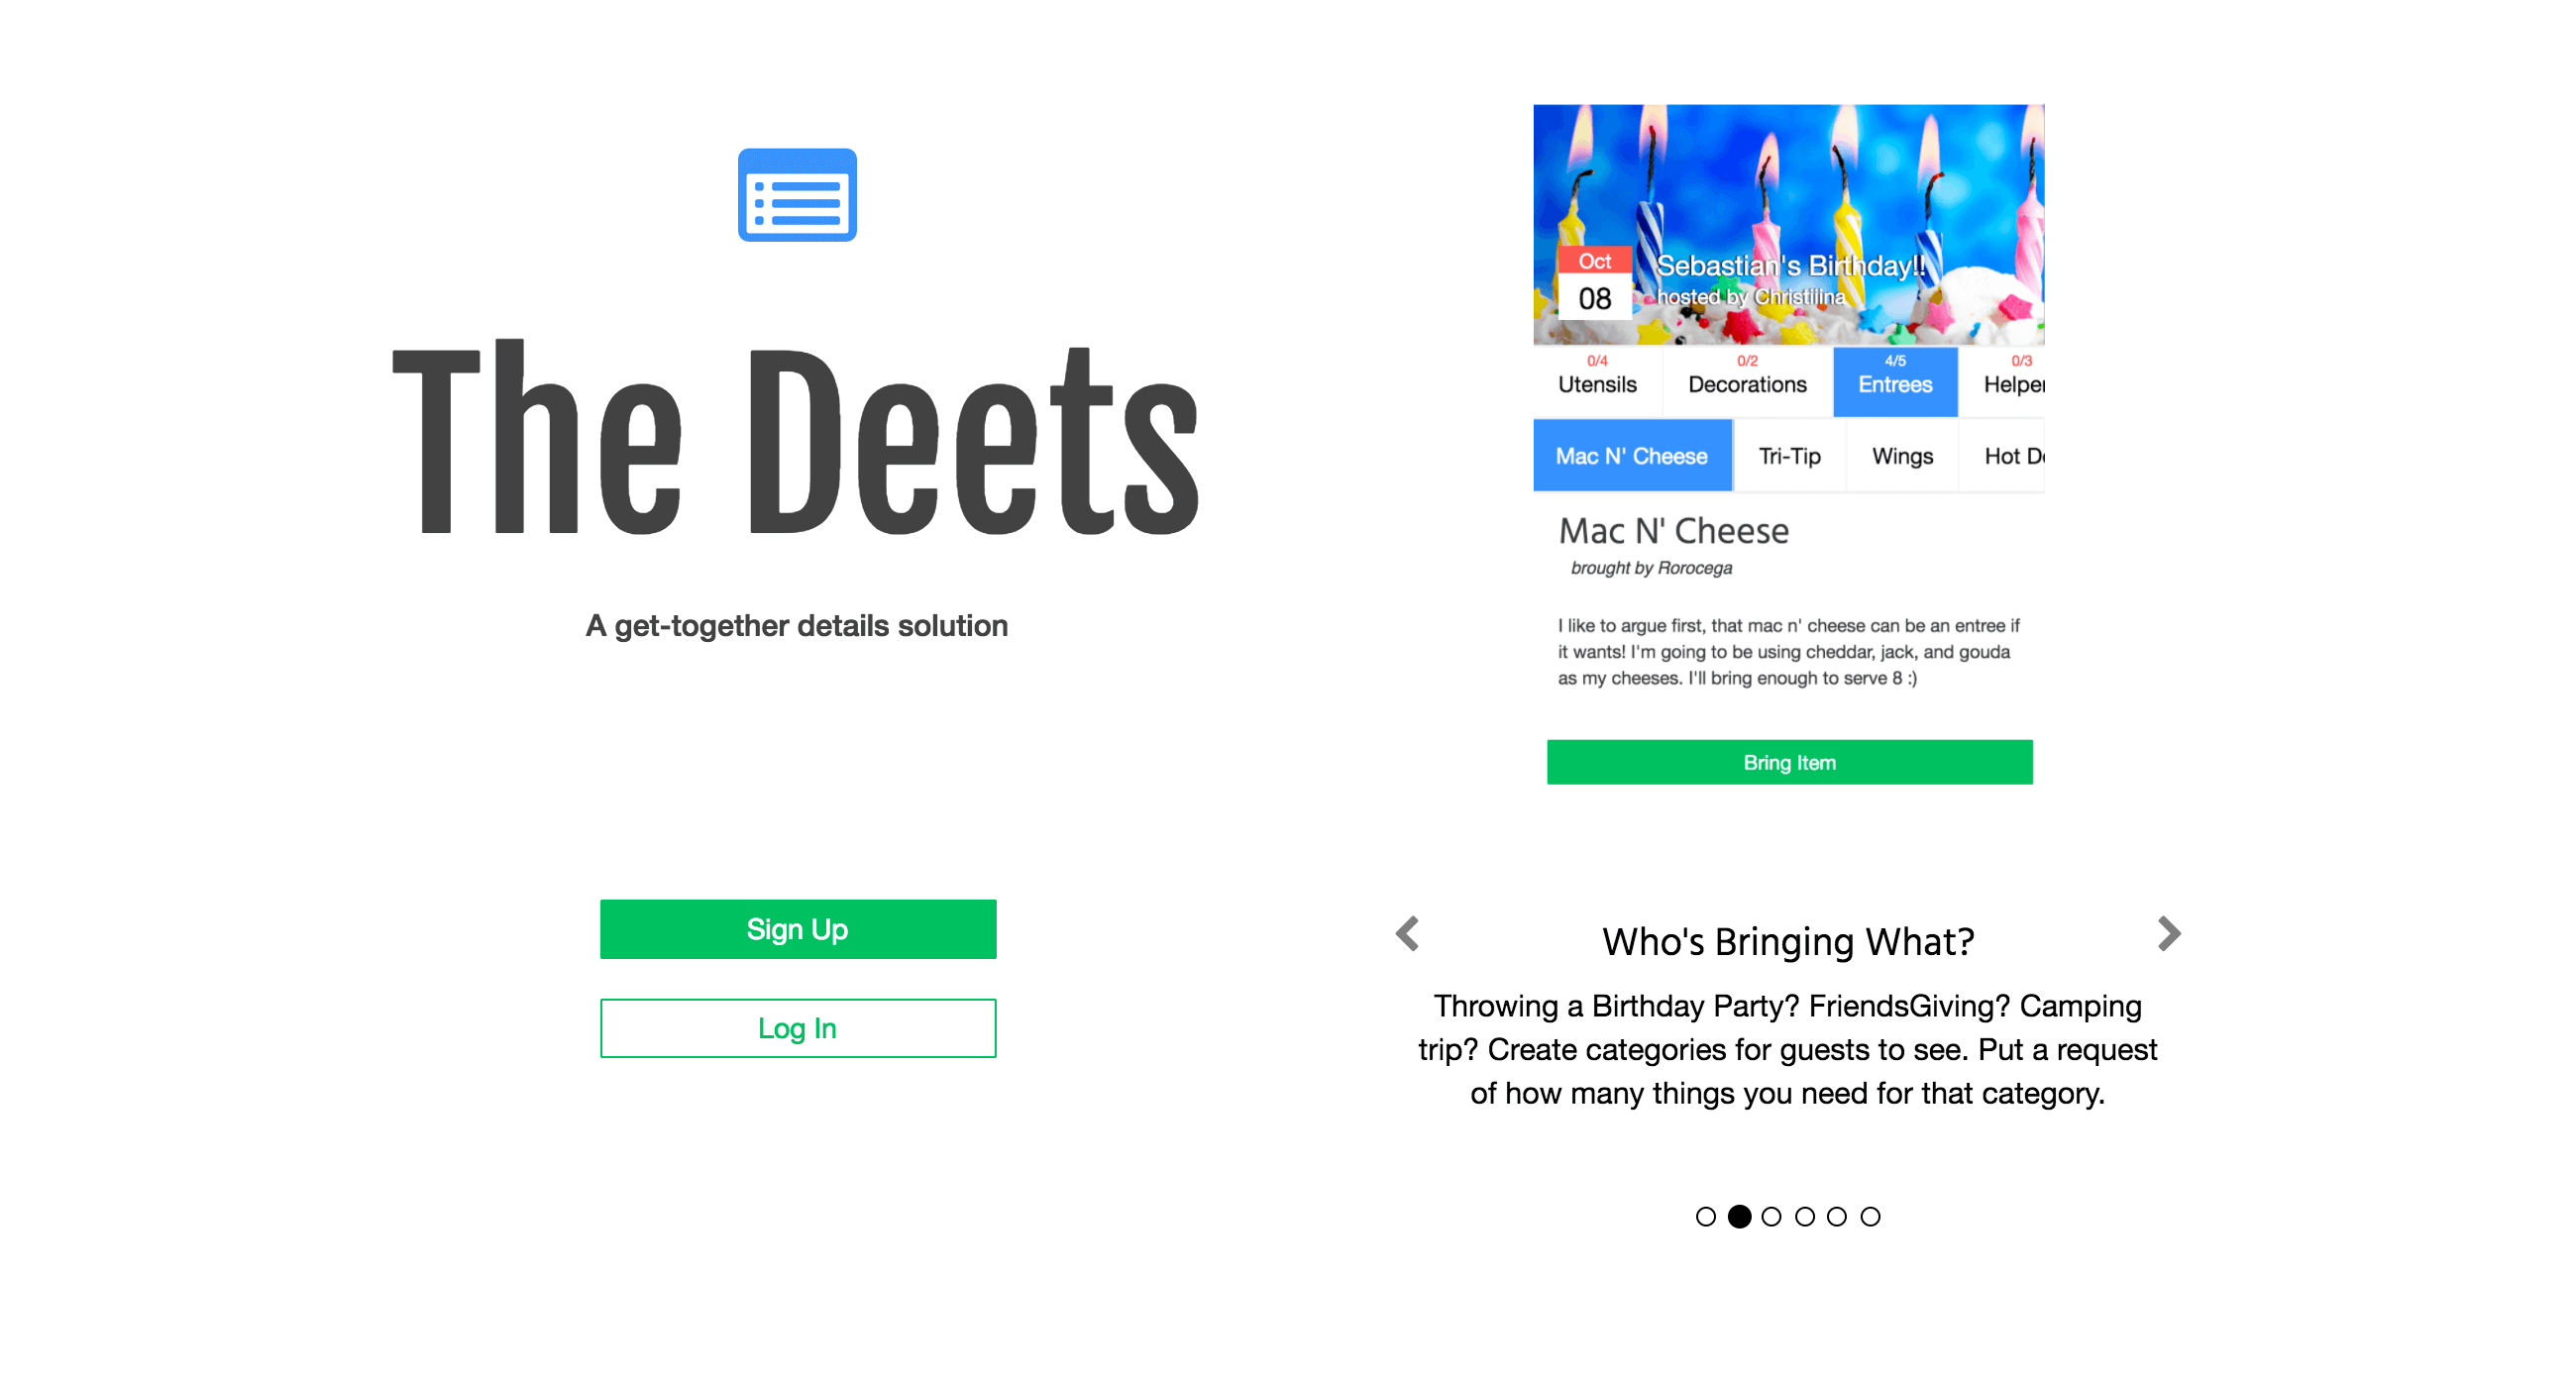 The Deets
A get-together details solution
Sign Up
Log In
Oct
08
Sebastian's Birthday!!
hosted by Christiiina
0/4
Utensils
0/2
Decorations
4/5
Entrees
0/3
Helper
Mac N' Cheese
Tri-Tip
Wings
Hot Do
Mac N' Cheese
brought by Rorocega
I like to argue first, that mac n' cheese can be an entree if
it wants! I'm going to be using cheddar, jack, and gouda
as my cheeses. I'll bring enough to serve 8 :)
Bring Item
Who's Bringing What?
Throwing a Birthday Party? FriendsGiving? Camping
trip? Create categories for guests to see. Put a request
of how many things you need for that category.